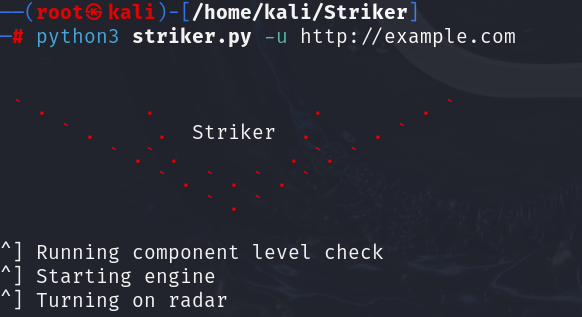 ──(root㉿kali)-[/home/kali/Striker]
─# python3 striker.py -u http://example.com
Striker
^] Running component level check
^] Starting engine
^] Turning on radar